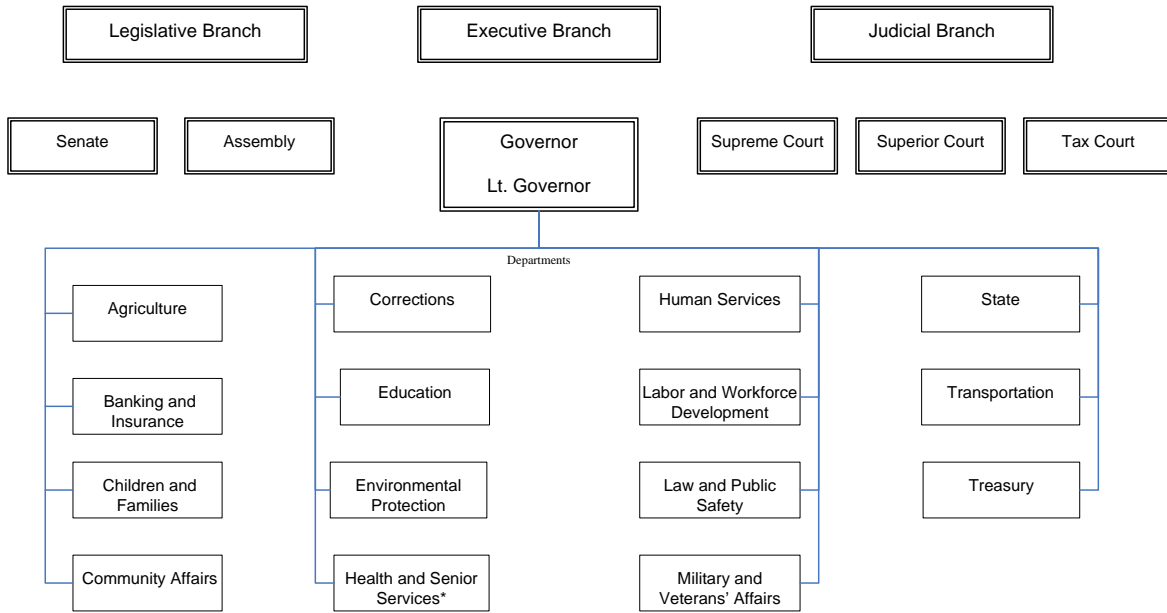 Legislative Branch
Executive Branch
Judicial Branch
Senate
Assembly
Governor
Lt. Governor
Supreme Court
Superior Court
Tax Court
Departments
Agriculture
Banking and
Insurance
Children and
Families
Community Affairs
Corrections
Education
Environmental
Protection
Health and Senior
Services*
Human Services
Labor and Workforce
Development
Law and Public
Safety
Military and
Veterans’ Affairs
State
Transportation
Treasury